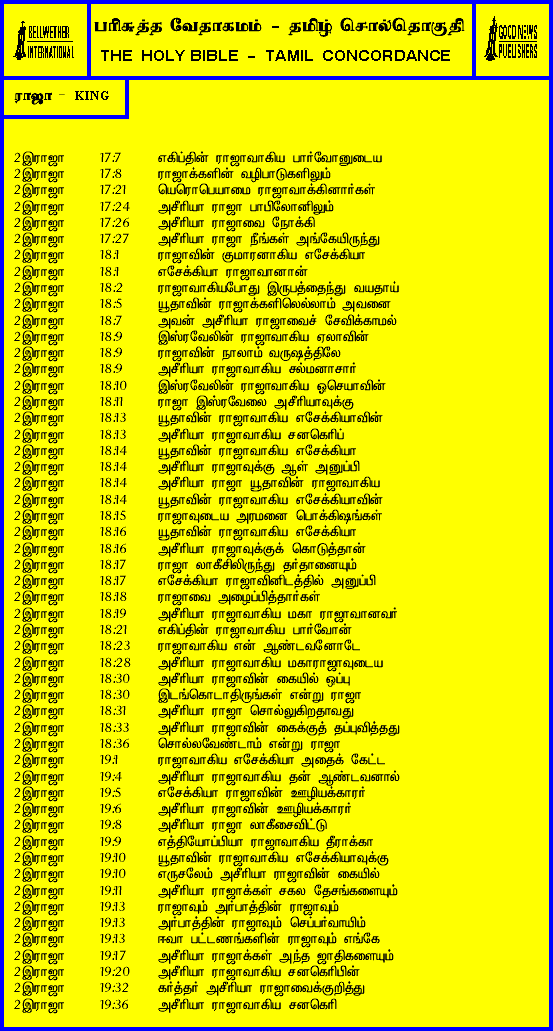 BELLWETHER
INTERNATIONAL
பரிசுத்த வேதாகமம் – தமிழ் சொல்தொகுதி
THE HOLY BIBLE – TAMIL CONCORDANCE
GOOD NEWS
PUBLISHERS
ராஜா – KING
2இராஜா 17:7 எகிப்தின் ராஜாவாகிய பார்வோனுடைய
2இராஜா 17:8 ராஜாக்களின் வழிபாடுகளிலும்
2இராஜா 17:21 யெரொபெயாமை ராஜாவாக்கினார்கள்
2இராஜா 17:24 அசீரியா ராஜா பாபிலோனிலும்
2இராஜா 17:26 அசீரியா ராஜாவை நோக்கி
2இராஜா 17:27 அசீரியா ராஜா நீங்கள் அங்கேயிருந்து
2இராஜா 18:1 ராஜாவின் குமாரனாகிய எசேக்கியா
2இராஜா 18:1 எசேக்கியா ராஜாவானான்
2இராஜா 18:2 ராஜாவாகியபோது இருபத்தைந்து வயதாய்
2இராஜா 18:5 யூதாவின் ராஜாக்களிலெல்லாம் அவனை
2இராஜா 18:7 அவன் அசீரியா ராஜாவைச் சேவிக்காமல்
2இராஜா 18:9 இஸ்ரவேலின் ராஜாவாகிய ஏலாவின்
2இராஜா 18:9 ராஜாவின் நாலாம் வருஷத்திலே
2இராஜா 18:9 அசீரியா ராஜாவாகிய சல்மனாசார்
2இராஜா 18:10 இஸ்ரவேலின் ராஜாவாகிய ஒசெயாவின்
2இராஜா 18:11 ராஜா இஸ்ரவேலை அசீரியாவுக்கு
2இராஜா 18:13 யூதாவின் ராஜாவாகிய எசேக்கியாவின்
2இராஜா 18:13 அசீரியா ராஜாவாகிய சனகெரிப்
2இராஜா 18:14 யூதாவின் ராஜாவாகிய எசேக்கியா
2இராஜா 18:14 அசீரியா ராஜாவுக்கு ஆள் அனுப்பி
2இராஜா 18:14 அசீரியா ராஜா யூதாவின் ராஜாவாகிய
2இராஜா 18:14 யூதாவின் ராஜாவாகிய எசேக்கியாவின்
2இராஜா 18:15 ராஜாவுடைய அரமனை பொக்கிஷங்கள்
2இராஜா 18:16 யூதாவின் ராஜாவாகிய எசேக்கியா
2இராஜா 18:16 அசீரியா ராஜாவுக்குக் கொடுத்தான்
2இராஜா 18:17 ராஜா லாகீசிலிருந்து தர்தானையும்
2இராஜா 18:17 எசேக்கியா ராஜாவினிடத்தில் அனுப்பி
2இராஜா 18:18 ராஜாவை அழைப்பித்தார்கள்
2இராஜா 18:19 அசீரியா ராஜாவாகிய மகா ராஜாவானவர்
2இராஜா 18:21 எகிப்தின் ராஜாவாகிய பார்வோன்
2இராஜா 18:23 ராஜாவாகிய என் ஆண்டவனோடே
2இராஜா 18:28 அசீரியா ராஜாவாகிய மகாராஜாவுடைய
2இராஜா 18:30 அசீரியா ராஜாவின் கையில் ஒப்பு
2இராஜா 18:30 இடங்கொடாதிருங்கள் என்று ராஜா
2இராஜா 18:31 அசீரியா ராஜா சொல்லுகிறதாவது
2இராஜா 18:33 அசீரியா ராஜாவின் கைக்குத் தப்புவித்தது
2இராஜா 18:36 சொல்லவேண்டாம் என்று ராஜா
2இராஜா 19:1 ராஜாவாகிய எசேக்கியா அதைக் கேட்ட
2இராஜா 19:4 அசீரியா ராஜாவாகிய தன் ஆண்டவனால்
2இராஜா 19:5 எசேக்கியா ராஜாவின் ஊழியக்காரர்
2இராஜா 19:6 அசீரியா ராஜாவின் ஊழியக்காரர்
2இராஜா 19:8 அசீரியா ராஜா லாகீசைவிட்டு
2இராஜா 19:9 எத்தியோப்பியா ராஜாவாகிய தீராக்கா
2இராஜா 19:10 யூதாவின் ராஜாவாகிய எசேக்கியாவுக்கு
2இராஜா 19:10 எருசலேம் அசீரியா ராஜாவின் கையில்
2இராஜா 19:11 அசீரியா ராஜாக்கள் சகல தேசங்களையும்
2இராஜா 19:13 ராஜாவும் அர்பாத்தின் ராஜாவும்
2இராஜா 19:13 அர்பாத்தின் ராஜாவும் செப்பர்வாயிம்
2இராஜா 19:13 ஈவா பட்டணங்களின் ராஜாவும் எங்கே
2இராஜா 19:17 அசீரியா ராஜாக்கள் அந்த ஜாதிகளையும்
2இராஜா 19:20 அசீரியா ராஜாவாகிய சனகெரிபின்
2இராஜா 19:32 கர்த்தர் அசீரியா ராஜாவைக்குறித்து
2இராஜா 19:36 அசீரியா ராஜாவாகிய சனகெரி